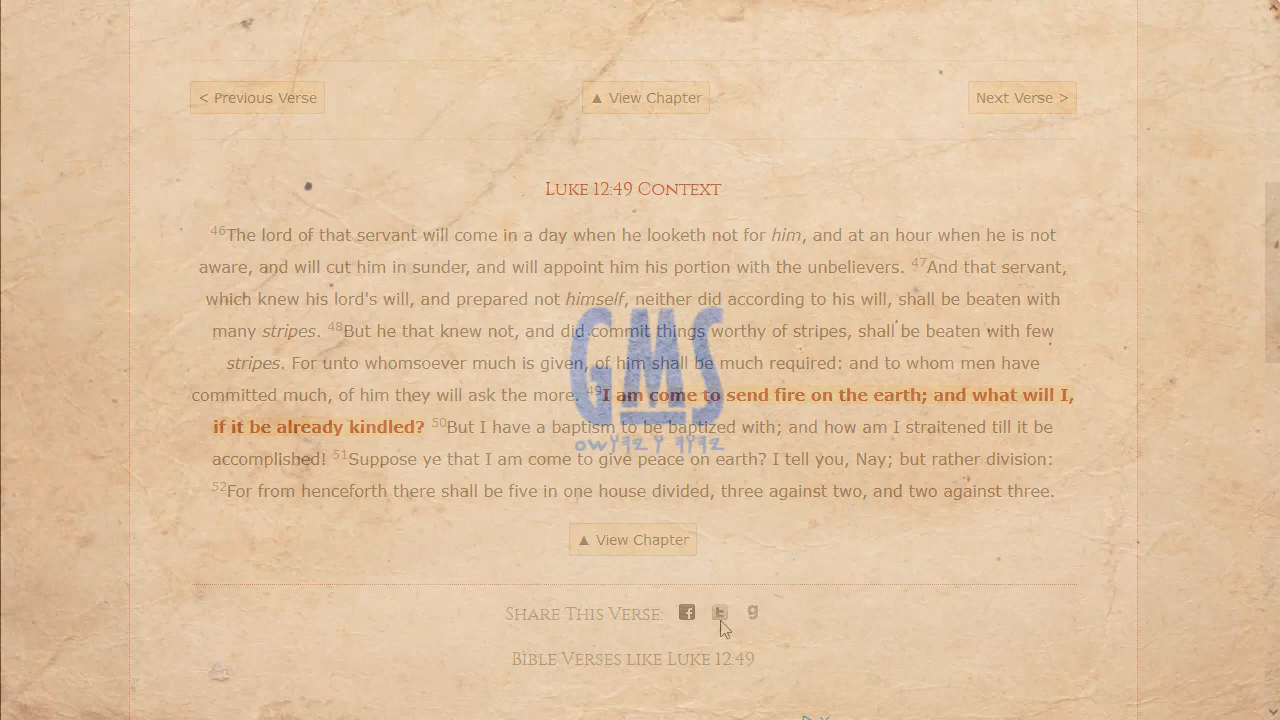 < Previous Verse
▲ View Chapter
Next Verse >
Luke 12:49 Context
46The lord of that servant will come in a day when he looketh not for him, and at an hour when he is not
aware, and will cut him in sunder, and will appoint him his portion with the unbelievers. 47And that servant,
which knew his lord's will, and prepared not himself, neither did according to his will, shall be beaten with
many stripes. 48But he that knew not, and did commit things worthy of stripes, shall be beaten with few
stripes. For unto whomsoever much is given, of him shall be much required: and to whom men have
committed much, of him they will ask the more. 49I am come to send fire on the earth; and what will I,
if it be already kindled? 50But I have a baptism to be baptized with; and how am I straitened till it be
accomplished! 51Suppose ye that I am come to give peace on earth? I tell you, Nay; but rather division:
52For from henceforth there shall be five in one house divided, three against two, and two against three.
GMS
▲ View Chapter
Share This Verse:
Bible Verses like Luke 12:49